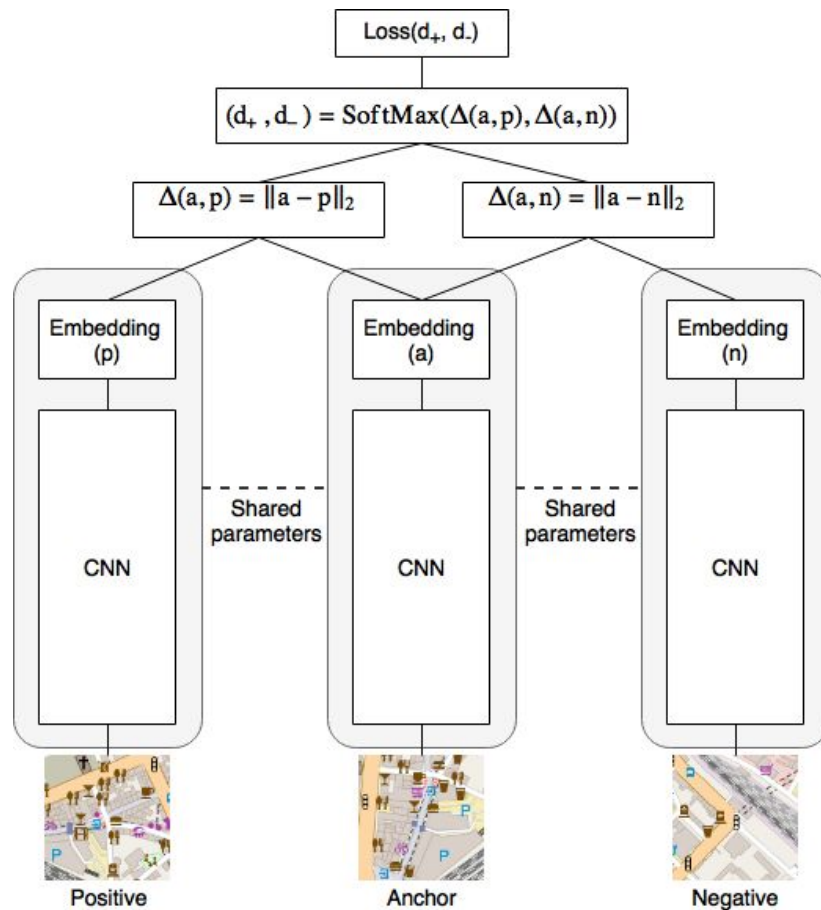 Loss(d₊, d₋)
(d₊ , d₋ ) = SoftMax(Δ(a, p), Δ(a, n))
Δ(a, p) = ‖a − p‖₂
Δ(a, n) = ‖a − n‖₂
Embedding
(p)
Embedding
(a)
Embedding
(n)
CNN
Shared
parameters
CNN
Shared
parameters
CNN
P
P
P
Positive
Anchor
Negative